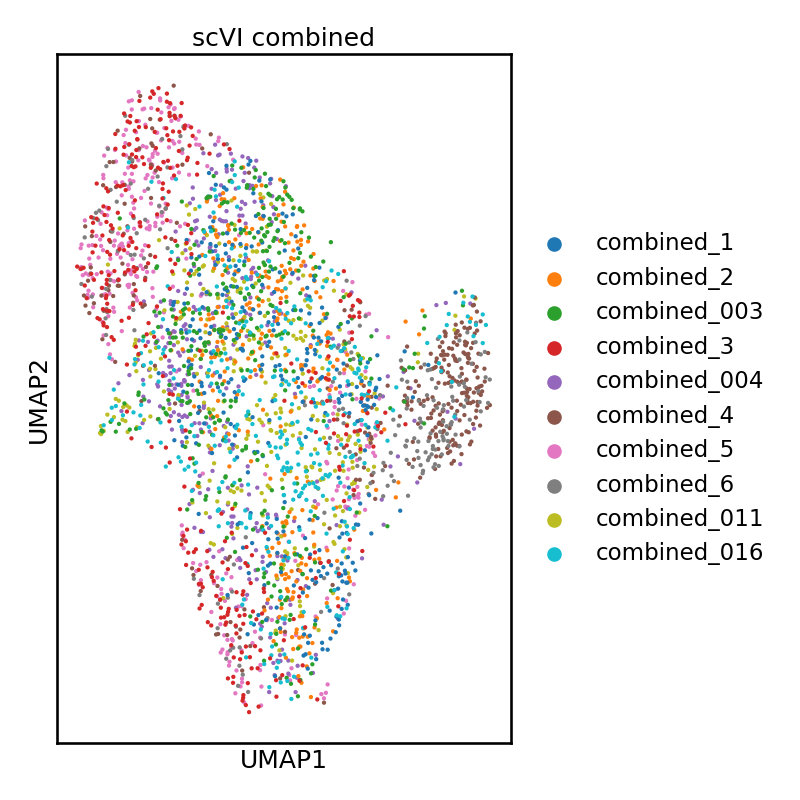 scVI combined
UMAP2
UMAP1
combined_1
combined_2
combined_003
combined_3
combined_004
combined_4
combined_5
combined_6
combined_011
combined_016